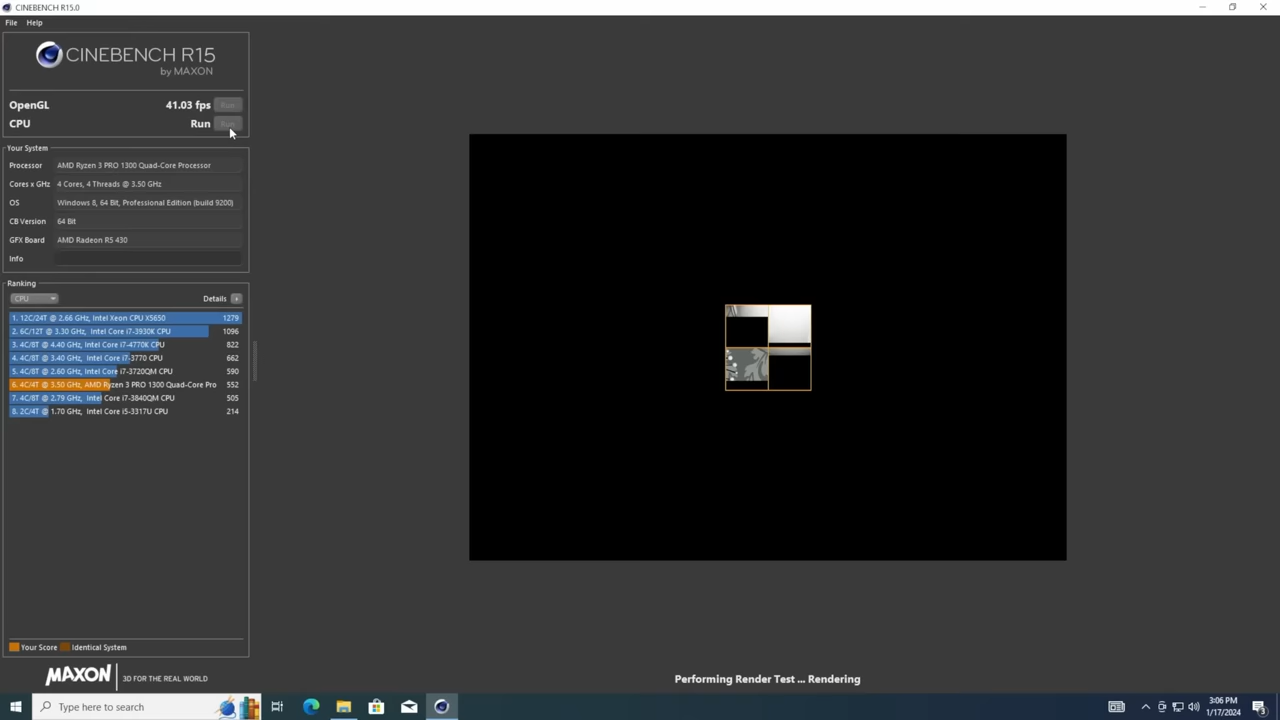 CINEBENCH R15.0
File Help
CINEBENCH R15
by MAXON
OpenGL 41.03 fps Run
CPU Run Run
Your System
Processor AMD Ryzen 3 PRO 1300 Quad-Core Processor
Cores x GHz 4 Cores, 4 Threads @ 3.50 GHz
OS Windows 8, 64 Bit, Professional Edition (build 9200)
CB Version 64 Bit
GFX Board AMD Radeon R5 430
Info
Ranking
CPU Details +
1. 12C/24T @ 2.66 GHz, Intel Xeon CPU X5650 1279
2. 6C/12T @ 3.30 GHz, Intel Core i7-3930K CPU 1096
3. 4C/8T @ 4.40 GHz, Intel Core i7-4770K CPU 822
4. 4C/8T @ 3.40 GHz, Intel Core i7-3770 CPU 662
5. 4C/8T @ 2.60 GHz, Intel Core i7-3720QM CPU 590
6. 4C/4T @ 3.50 GHz, AMD Ryzen 3 PRO 1300 Quad-Core Pro 552
7. 4C/8T @ 2.79 GHz, Intel Core i7-3840QM CPU 505
8. 2C/4T @ 1.70 GHz, Intel Core i5-3317U CPU 214
Your Score Identical System
MAXON 3D FOR THE REAL WORLD
Performing Render Test ... Rendering
Type here to search
3:06 PM
1/17/2024
3